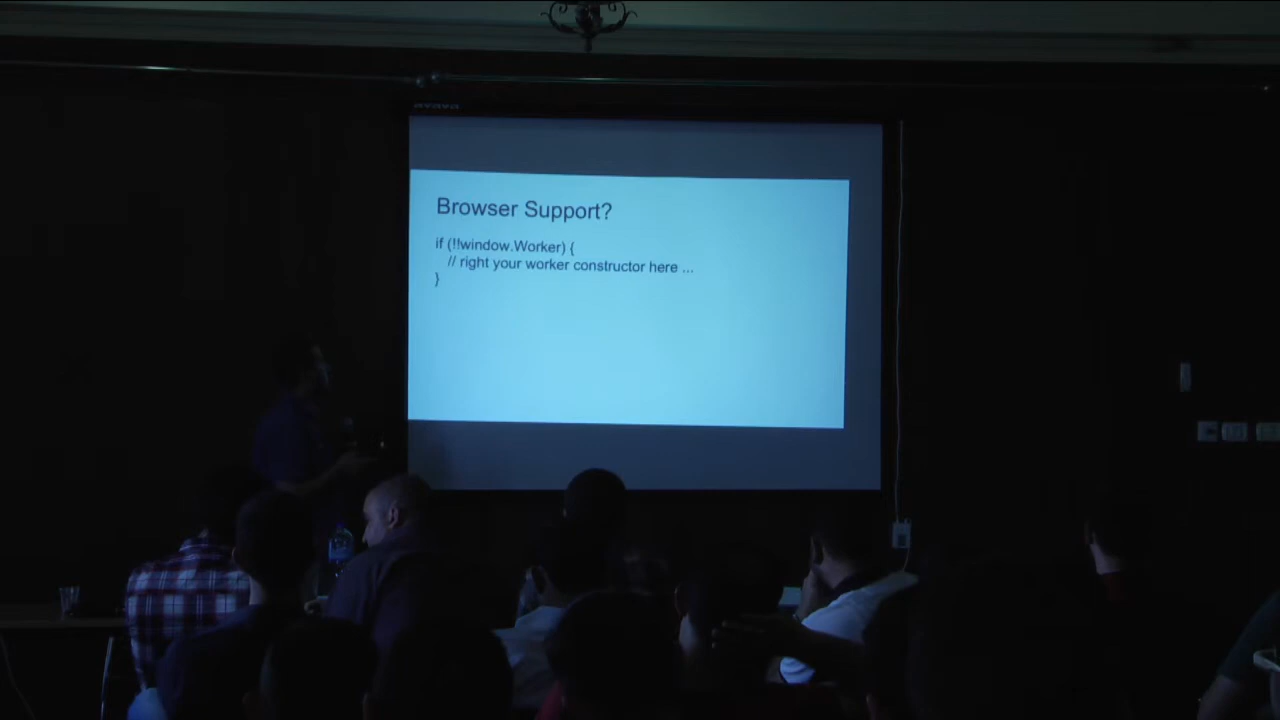 Browser Support?
if (!!window.Worker) {
// right your worker constructor here ...
}